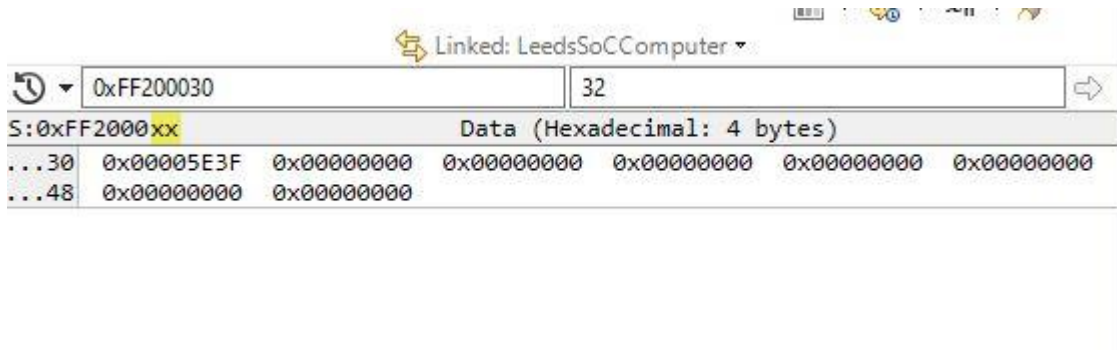 Linked: LeedsSoCComputer
0xFF200030 32
S:0xFF2000xx Data (Hexadecimal: 4 bytes)
...30 0x00005E3F 0x00000000 0x00000000 0x00000000 0x00000000 0x00000000
...48 0x00000000 0x00000000